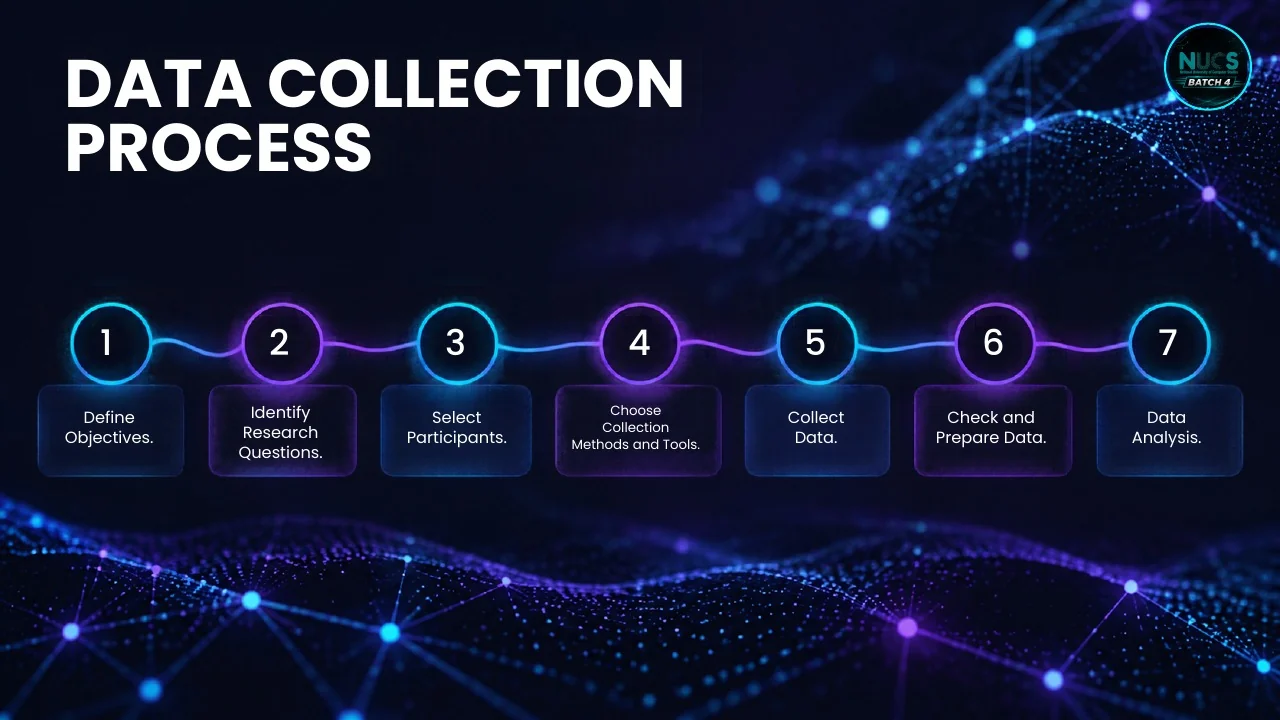 DATA COLLECTION
PROCESS
NUCS
BATCH 4
1
2
3
4
5
6
7
Define
Objectives.
Identify
Research
Questions.
Select
Participants.
Choose
Collection
Methods and Tools.
Collect
Data.
Check and
Prepare Data.
Data
Analysis.